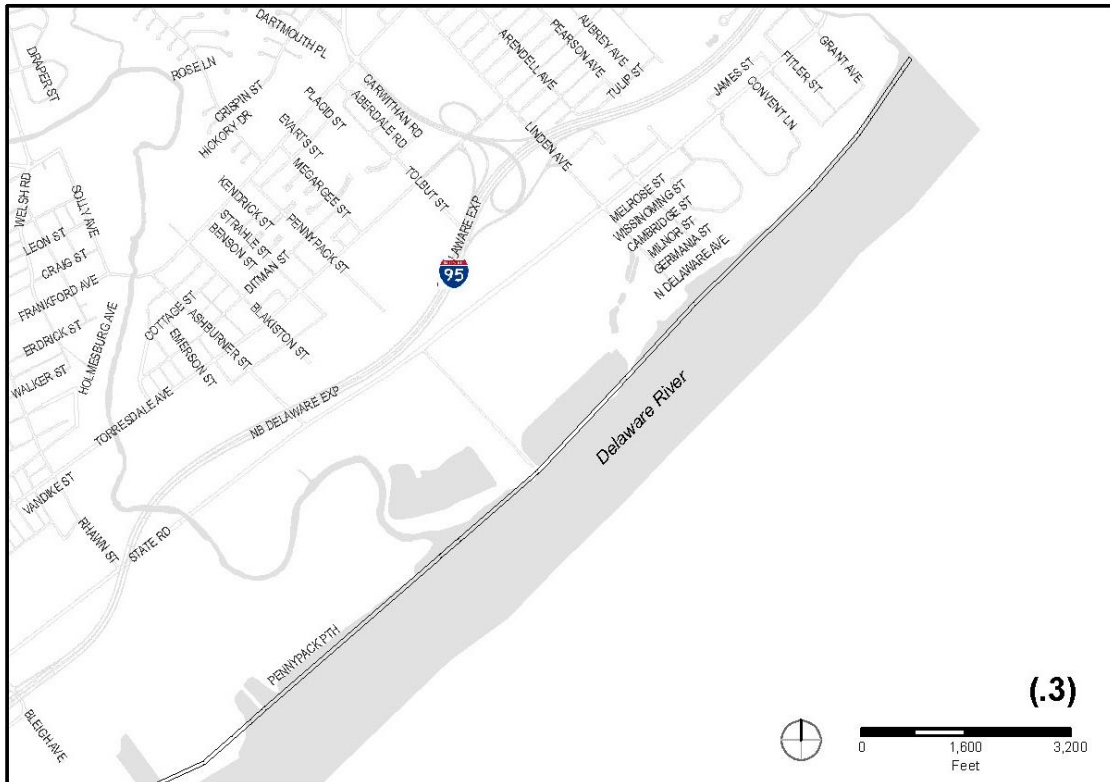 DARTMOUTH PL
AUBREY AVE
PEARSON AVE
ARENDELL AVE
GRANT AVE
FITLER ST
JAMES ST
TULIP ST
DRAPER ST
ROSE LN
CRISPIN ST
CARWITHAN RD
ABERDALE RD
PLACID ST
CONVENT LN
HICKORY DR
EVARTS ST
LINDEN AVE
MEGARGEE ST
TOLBUT ST
WELSH RD
SOLLY AVE
KENDRICK ST
STRAHLE ST
BENSON ST
PENNYPACK ST
MELROSE ST
WISSINOMING ST
CAMBRIDGE ST
MILNOR ST
GERMANIA ST
N DELAWARE AVE
LAWARE EXP
95
LEON ST
CRAIG ST
FRANKFORD AVE
DITMAN ST
ERDRICK ST
HOLMESBURG AVE
COTTAGE ST
ASHBURNER ST
BLAKISTON ST
EMERSON ST
WALKER ST
TORRESDALE AVE
NB DELAWARE EXP
Delaware River
VANDIKE ST
RHAWN ST
STATE RD
PENNYPACK PTH
BLEIGH AVE
(.3)
0 1,600 3,200
Feet